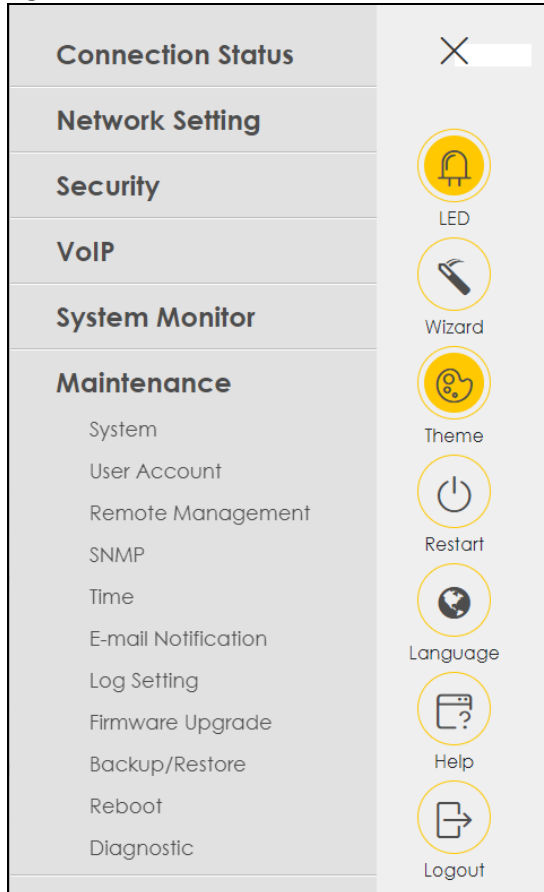 Connection Status
Network Setting
Security
VoIP
System Monitor
Maintenance
System
User Account
Remote Management
SNMP
Time
E-mail Notification
Log Setting
Firmware Upgrade
Backup/Restore
Reboot
Diagnostic
LED
Wizard
Theme
Restart
Language
?
Help
Logout